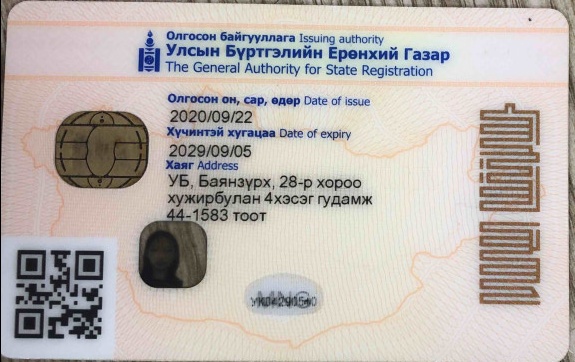 Олгосон байгууллага Issuing authority
Улсын Бүртгэлийн Ерөнхий Газар
The General Authority for State Registration
Олгосон он, сар, өдөр Date of issue
2020/09/22
Хүчинтэй хугацаа Date of expiry
2029/09/05
Хаяг Address
УБ, Баянзүрх, 28-р хороо
хужирбулан 4хэсэг гудамж
44-1583 тоот